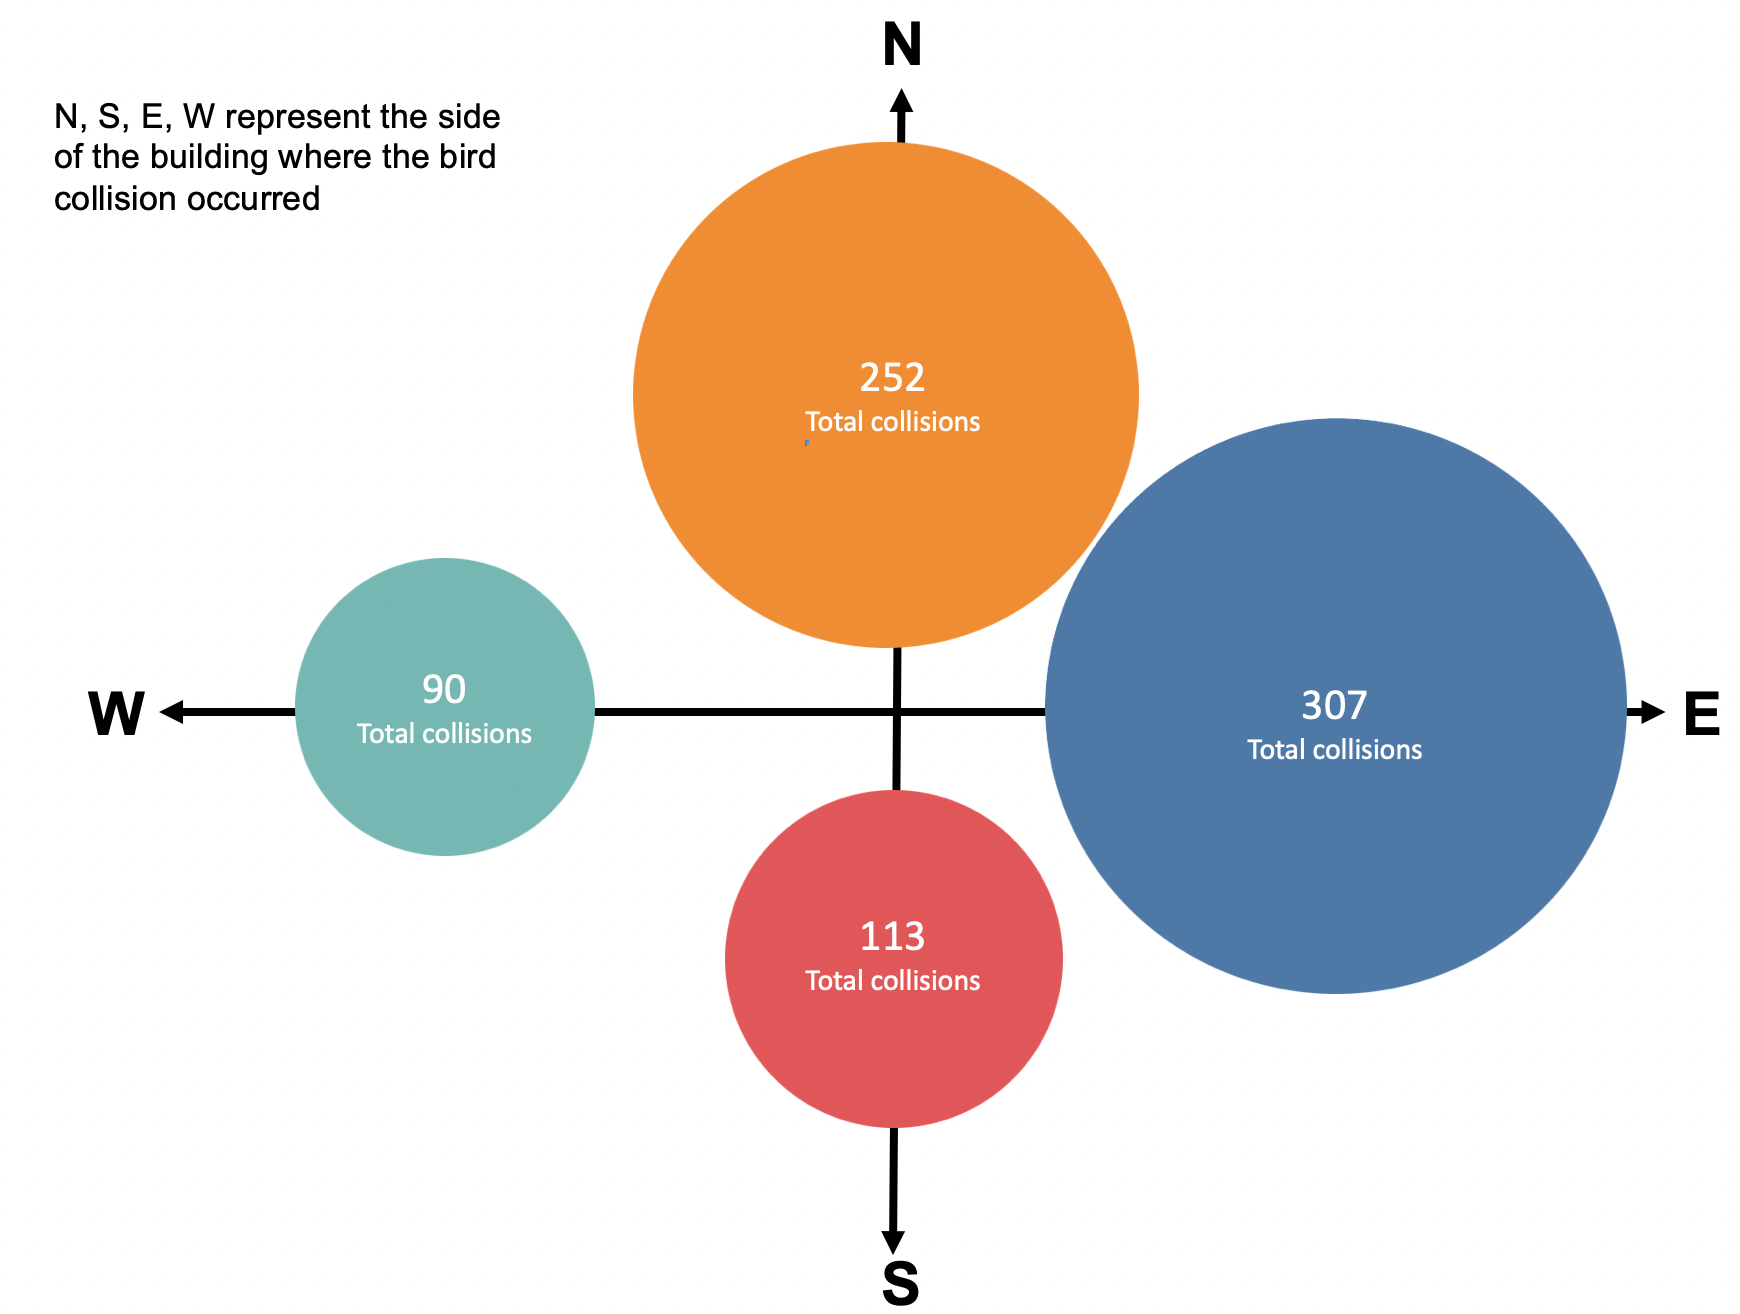 N
N, S, E, W represent the side
of the building where the bird
collision occurred
252
Total collisions
90
Total collisions
W
307
Total collisions
E
113
Total collisions
S